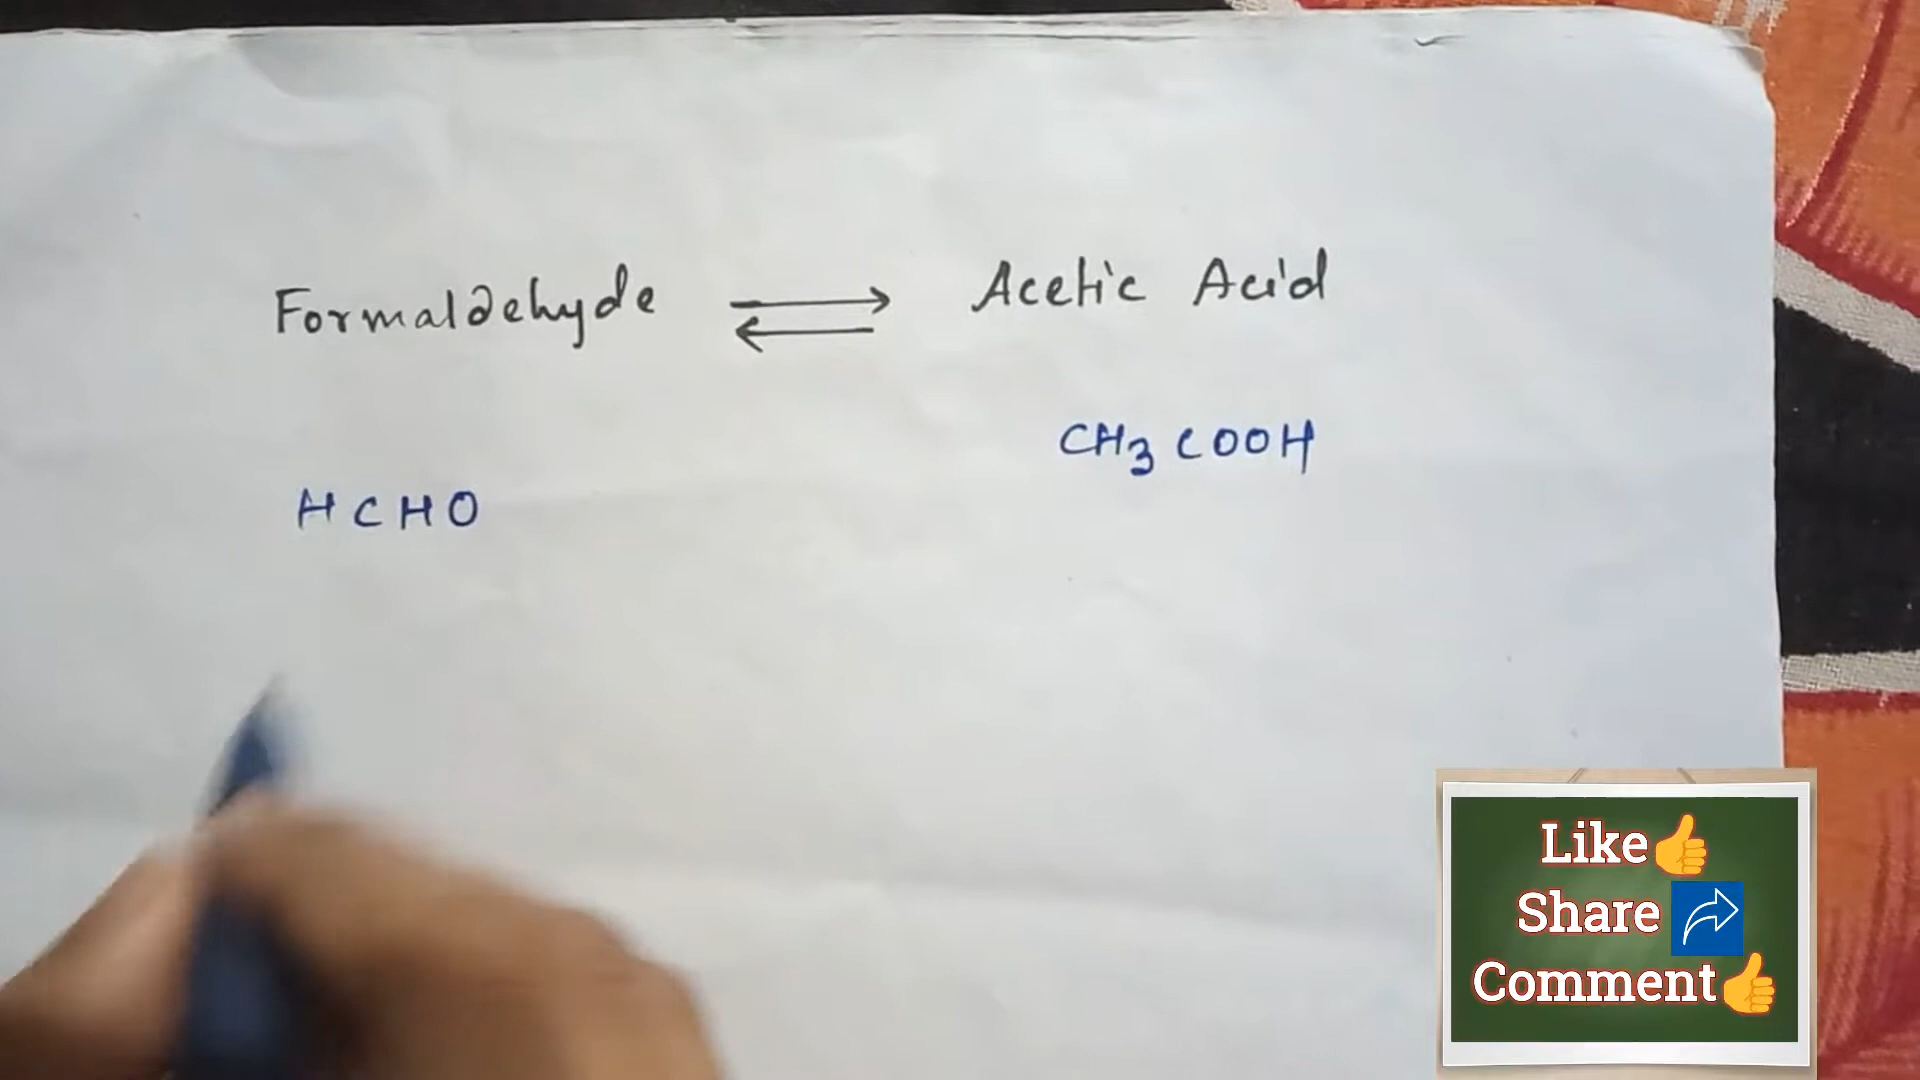 Formaldehyde ⇌ Acetic Acid
CH3 COOH
HCHO
Like👍
Share
Comment👍